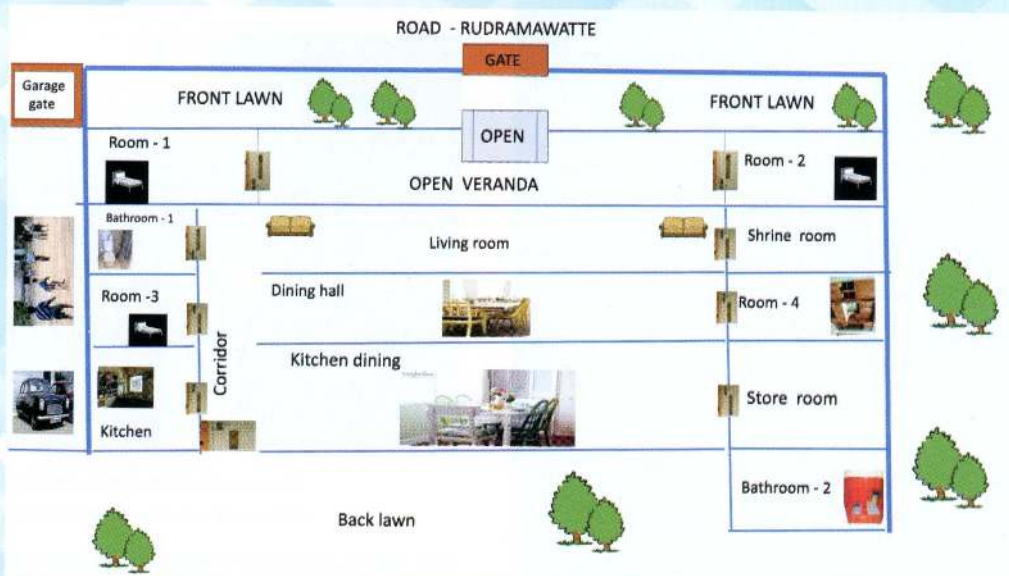 ROAD - RUDRAMAWATTE
GATE
Garage
gate
FRONT LAWN
FRONT LAWN
OPEN
Room - 1
Room - 2
OPEN VERANDA
Bathroom - 1
Living room
Shrine room
Room -3
Dining hall
Room - 4
Corridor
Kitchen dining
Store room
Kitchen
Bathroom - 2
Back lawn